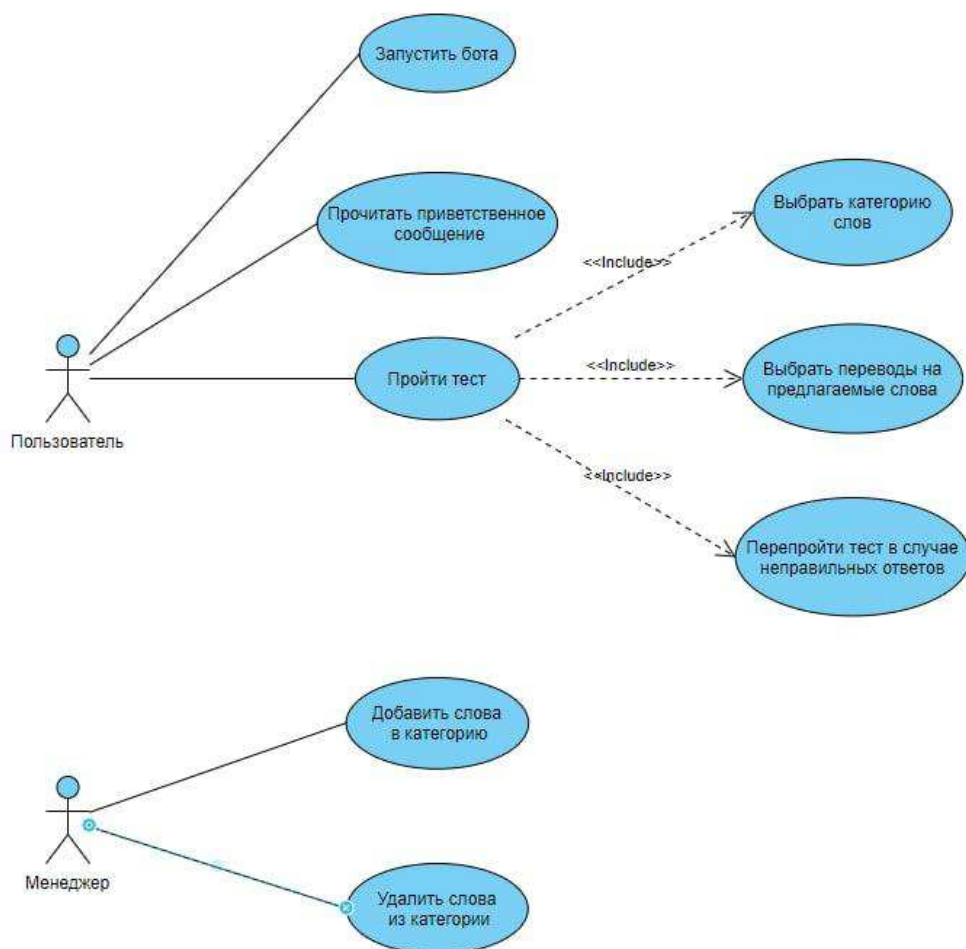 Запустить бота
Прочитать приветственное
сообщение
Выбрать категорию
слов
<<Include>>
Пройти тест
<<Include>>
Выбрать переводы на
предлагаемые слова
Пользователь
<<Include>>
Перепройти тест в случае
неправильных ответов
Добавить слова
в категорию
Менеджер
Удалить слова
из категории